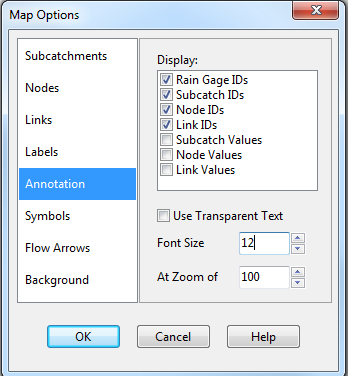 Map Options
Subcatchments
Nodes
Links
Labels
Annotation
Symbols
Flow Arrows
Background
Display:
Rain Gage IDs
Subcatch IDs
Node IDs
Link IDs
Subcatch Values
Node Values
Link Values
Use Transparent Text
Font Size 12
At Zoom of 100
OK Cancel Help